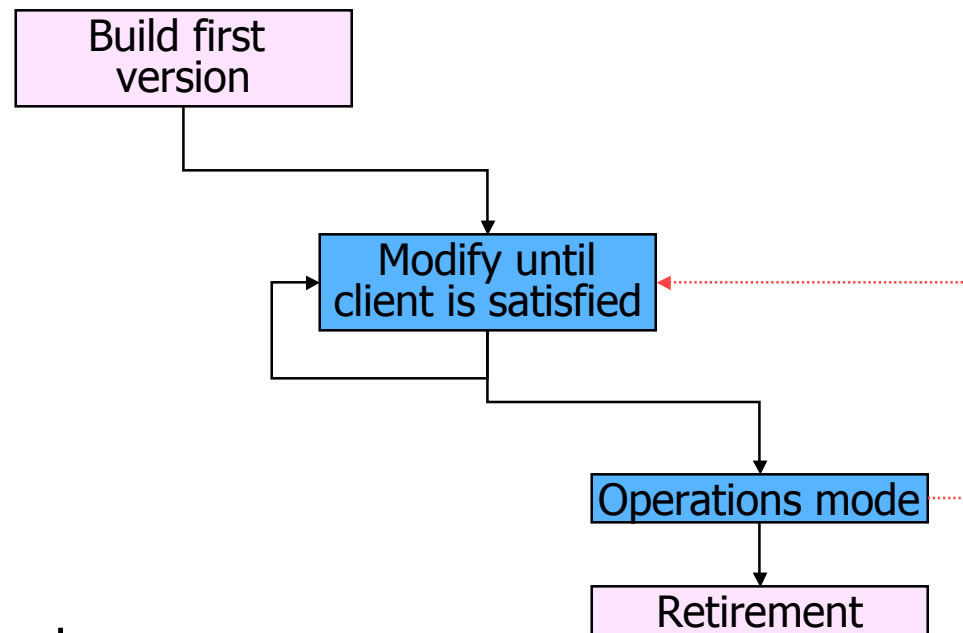 Build first
version
Modify until
client is satisfied
Operations mode
Retirement